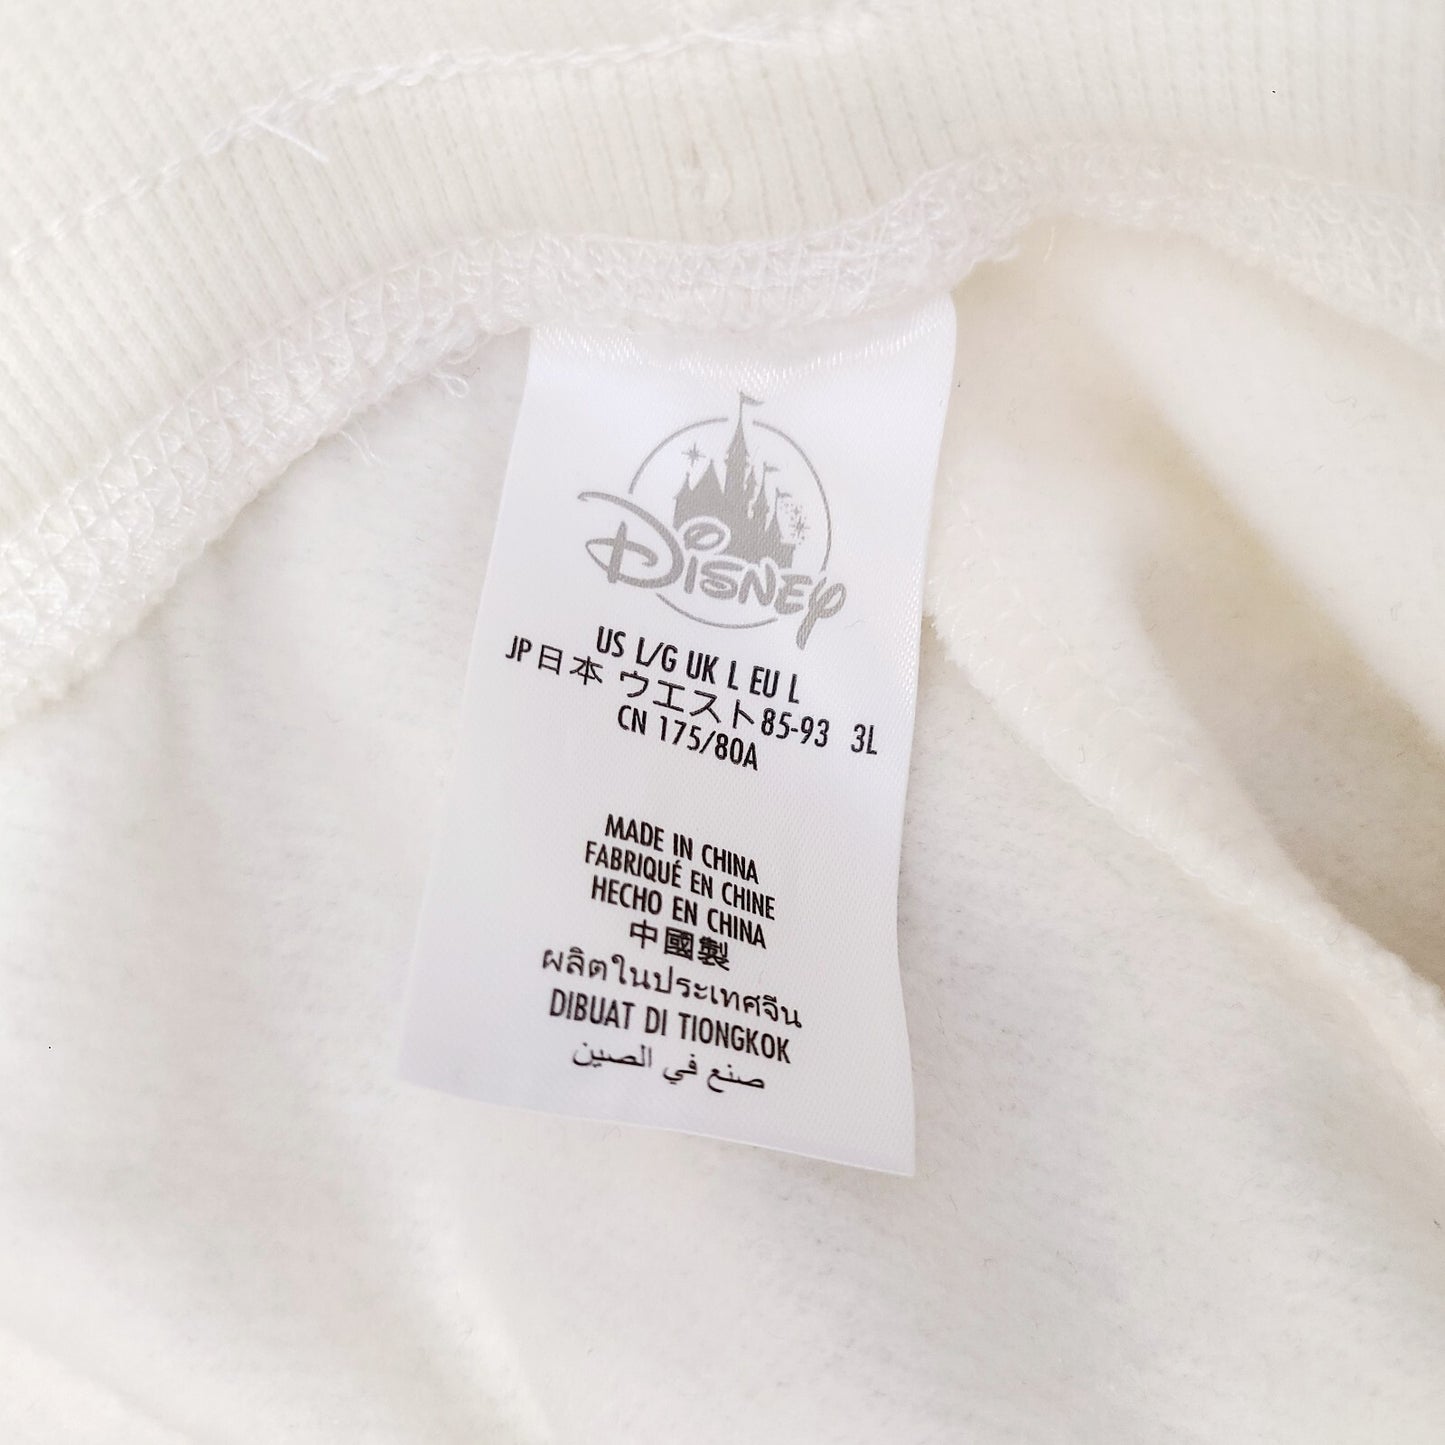 DISNEY
US L/G UK L EU L
JP日本 ウエスト85-93 3L
CN 175/80A
MADE IN CHINA
FABRIQUÉ EN CHINE
HECHO EN CHINA
中國製
ผลิตในประเทศจีน
DIBUAT DI TIONGKOK
صنع في الصين